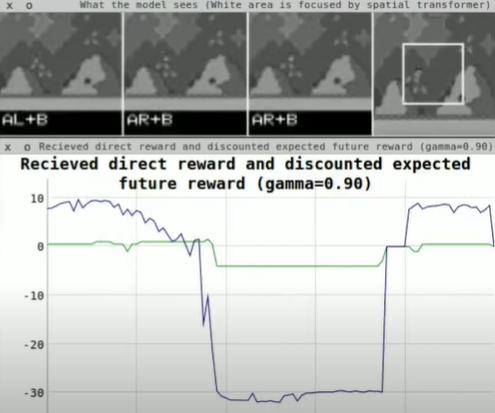 x o What the model sees (White area is focused by spatial transformer)
AL+B AR+B AR+B
x o Recieved direct reward and discounted expected future reward (gamma=0.90)
Recieved direct reward and discounted expected
future reward (gamma=0.90)
10
0
-10
-20
-30